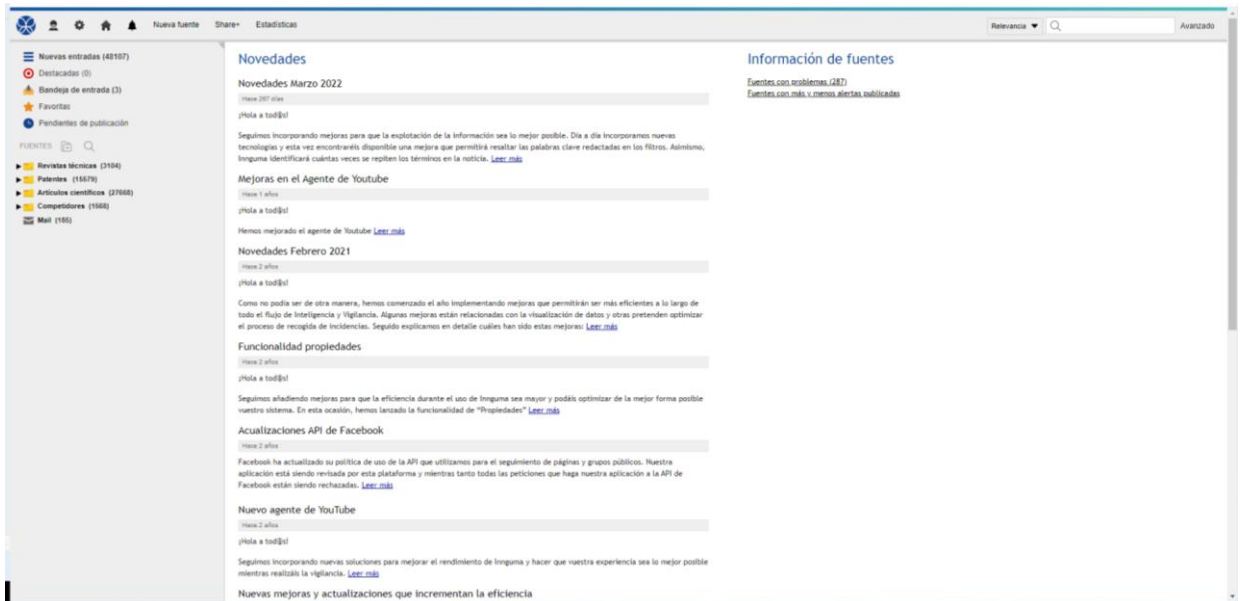 Nueva fuente Share+ Estadísticas Relevancia Avanzado
Nuevas entradas (48107)
Destacadas (0)
Bandeja de entrada (3)
Favoritas
Pendientes de publicación
FUENTES
Revistas técnicas (3184)
Patentes (15579)
Artículos científicos (27668)
Competidores (1568)
Mail (155)
Novedades
Novedades Marzo 2022
Hace 297 días
¡Hola a tod@s!
Seguimos incorporando mejoras para que la explotación de la información sea lo mejor posible. Día a día incorporamos nuevas
tecnologías y esta vez encontraréis disponible una mejora que permitirá resaltar las palabras clave redactadas en los filtros. Asimismo,
Innguma identificará cuántas veces se repiten los términos en la noticia. Leer más
Mejoras en el Agente de Youtube
Hace 1 años
¡Hola a tod@s!
Hemos mejorado el agente de Youtube Leer más
Novedades Febrero 2021
Hace 2 años
¡Hola a tod@s!
Como no podía ser de otra manera, hemos comenzado el año implementando mejoras que permitirán ser más eficientes a lo largo de
todo el flujo de Inteligencia y Vigilancia. Algunas mejoras están relacionadas con la visualización de datos y otras pretenden optimizar
el proceso de recogida de incidencias. Seguido explicamos en detalle cuáles han sido estas mejoras: Leer más
Funcionalidad propiedades
Hace 2 años
¡Hola a tod@s!
Seguimos añadiendo mejoras para que la eficiencia durante el uso de Innguma sea mayor y podáis optimizar de la mejor forma posible
vuestro sistema. En esta ocasión, hemos lanzado la funcionalidad de “Propiedades” Leer más
Acualizaciones API de Facebook
Hace 2 años
Facebook ha actualizado su política de uso de la API que utilizamos para el seguimiento de páginas y grupos públicos. Nuestra
aplicación está siendo revisada por esta plataforma y mientras tanto todas las peticiones que haga nuestra aplicación a la API de
Facebook están siendo rechazadas. Leer más
Nuevo agente de YouTube
Hace 2 años
¡Hola a tod@s!
Seguimos incorporando nuevas soluciones para mejorar el rendimiento de Innguma y hacer que vuestra experiencia sea lo mejor posible
mientras realizáis la vigilancia. Leer más
Nuevas mejoras y actualizaciones que incrementan la eficiencia
Información de fuentes
Fuentes con problemas (287)
Fuentes con más y menos alertas publicadas